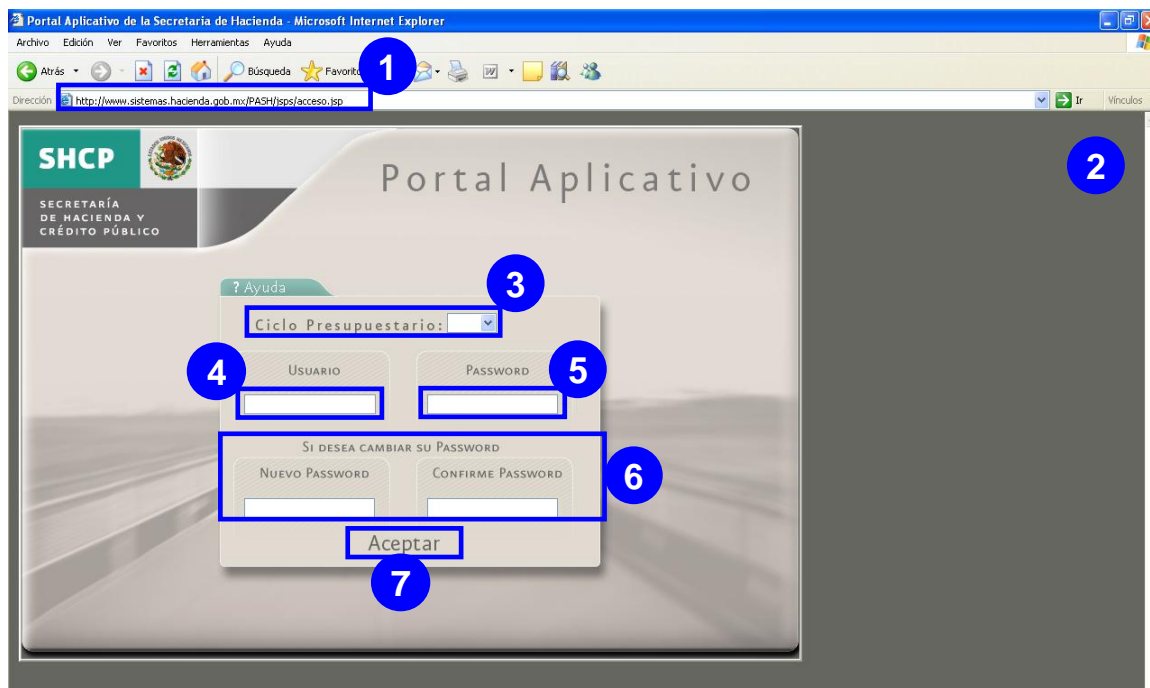 Portal Aplicativo de la Secretaria de Hacienda - Microsoft Internet Explorer
Archivo Edición Ver Favoritos Herramientas Ayuda
Atrás Búsqueda 1
Dirección http://www.sistemas.hacienda.gob.mx/PASH/jsps/acceso.jsp Ir Vínculos
SHCP
Portal Aplicativo
2
SECRETARÍA
DE HACIENDA Y
CRÉDITO PÚBLICO
? Ayuda
3
Ciclo Presupuestario:
4
USUARIO
PASSWORD
5
SI DESEA CAMBIAR SU PASSWORD
NUEVO PASSWORD
CONFIRME PASSWORD
6
Aceptar
7